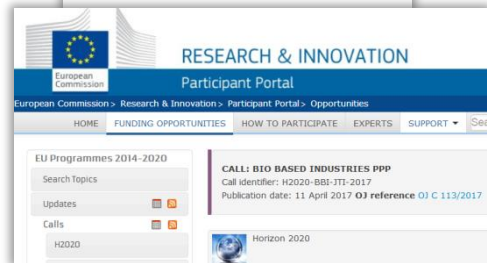 European
Commission
RESEARCH & INNOVATION
Participant Portal
European Commission > Research & Innovation > Participant Portal > Opportunities
HOME FUNDING OPPORTUNITIES HOW TO PARTICIPATE EXPERTS SUPPORT Sea
EU Programmes 2014-2020
Search Topics
Updates
Calls
H2020
CALL: BIO BASED INDUSTRIES PPP
Call identifier: H2020-BBI-JTI-2017
Publication date: 11 April 2017 OJ reference OJ C 113/2017
Horizon 2020